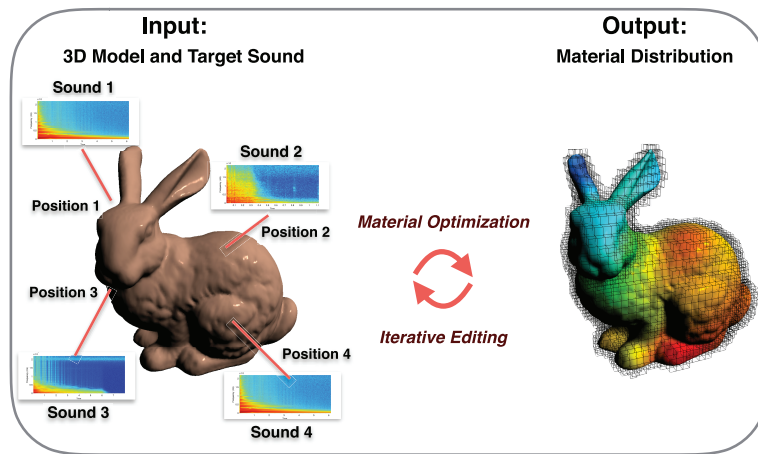 Input:
3D Model and Target Sound
Output:
Material Distribution
Sound 1
Sound 2
Position 1
Position 2
Material Optimization
Position 3
Iterative Editing
Position 4
Sound 3
Sound 4